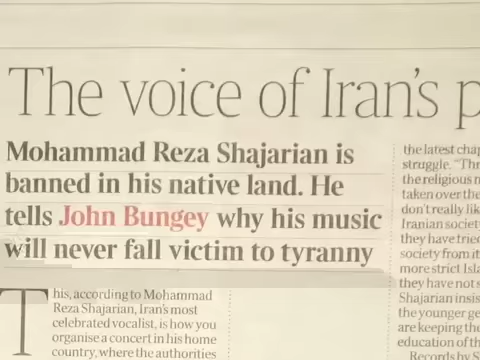 The voice of Iran's p
Mohammad Reza Shajarian is
banned in his native land. He
tells John Bungey why his music
will never fall victim to tyranny
This, according to Mohammad
Reza Shajarian, Iran's most
celebrated vocalist, is how you
organise a concert in his home
country, where the authorities
the latest chap
struggle. "Thr
the religious m
taken over the
don't really lik
Iranian society
they have tried
society from it
more strict Isla
they have not s
Shajarian insis
the younger ge
are keeping the
education of th
Records by S